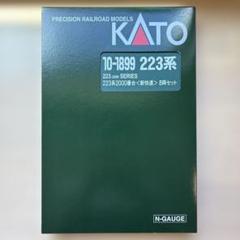 PRECISION RAILROAD MODELS
KATO
10-1899 223系
223 2000 SERIES
223系2000番台<新快速> 8両セット
N-GAUGE